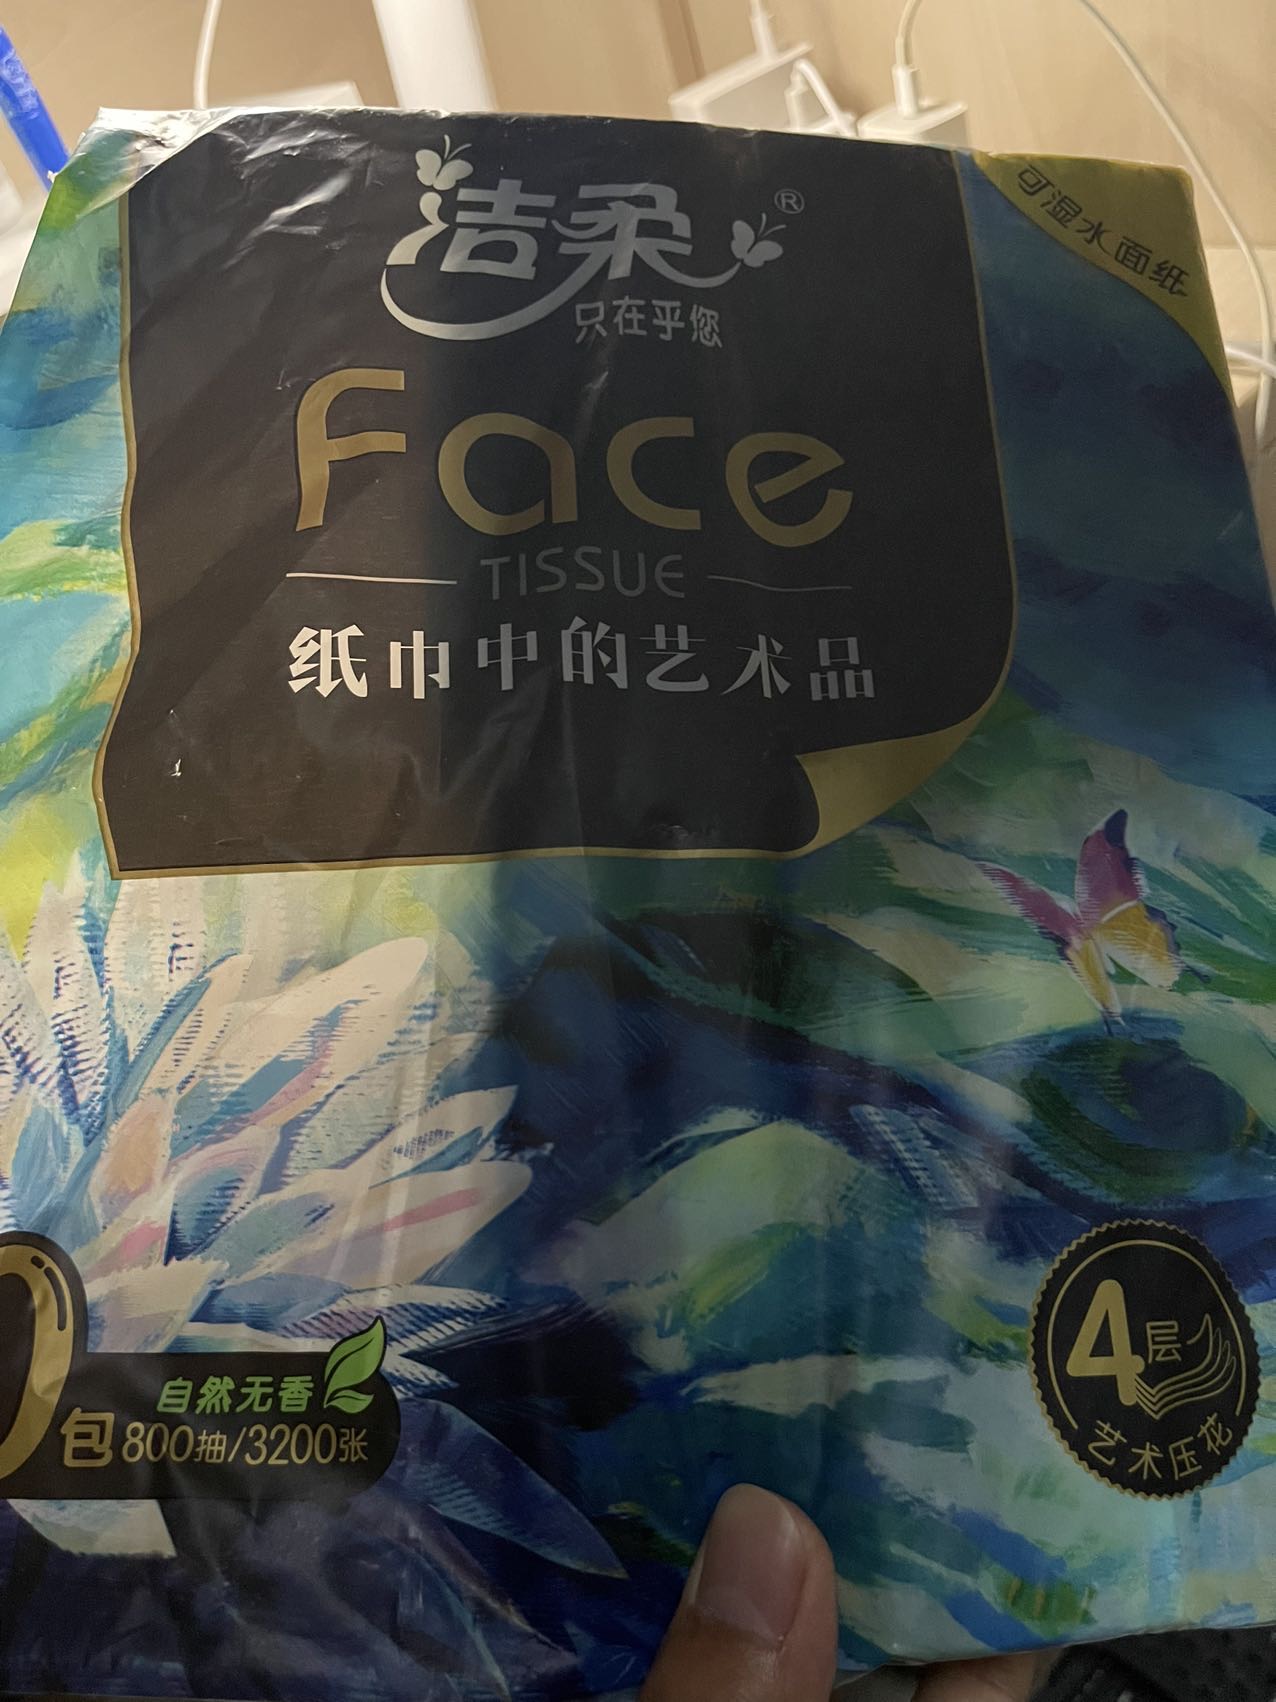 洁柔®
只在乎您
可湿水面纸
Face
TISSUE
纸巾中的艺术品
自然无香
0包 800抽/3200张
4层
艺术压花